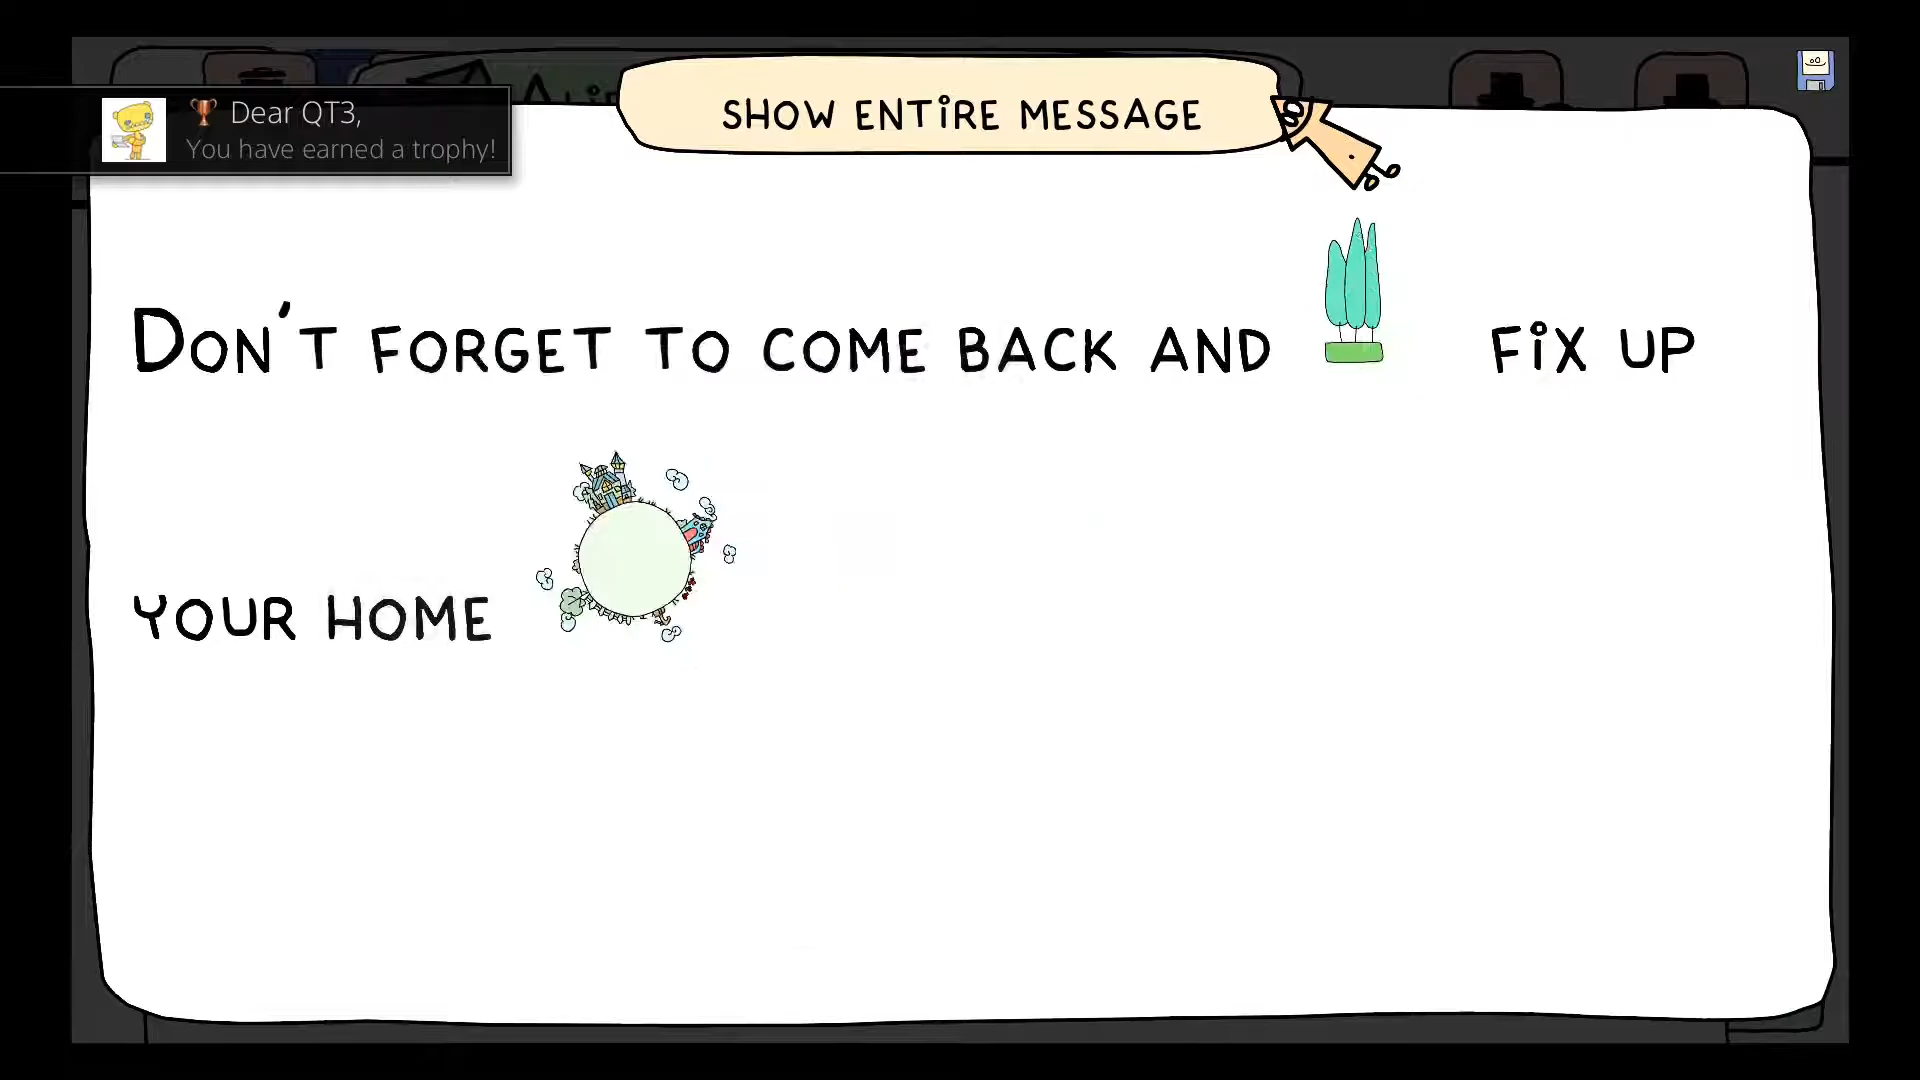 SHOW ENTiRE MESSAGE
Dear QT3,
You have earned a trophy!
DON'T FORGET TO COME BACK AND FiX UP
YOUR HOME